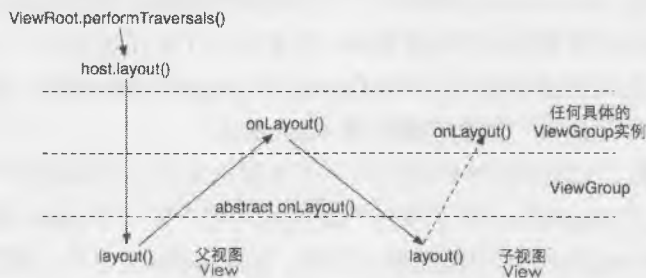 ViewRoot.performTraversals()
host.layout()
onLayout()
onLayout()
任何具体的
ViewGroup实例
ViewGroup
abstract onLayout()
layout()
父视图
View
layout()
子视图
View